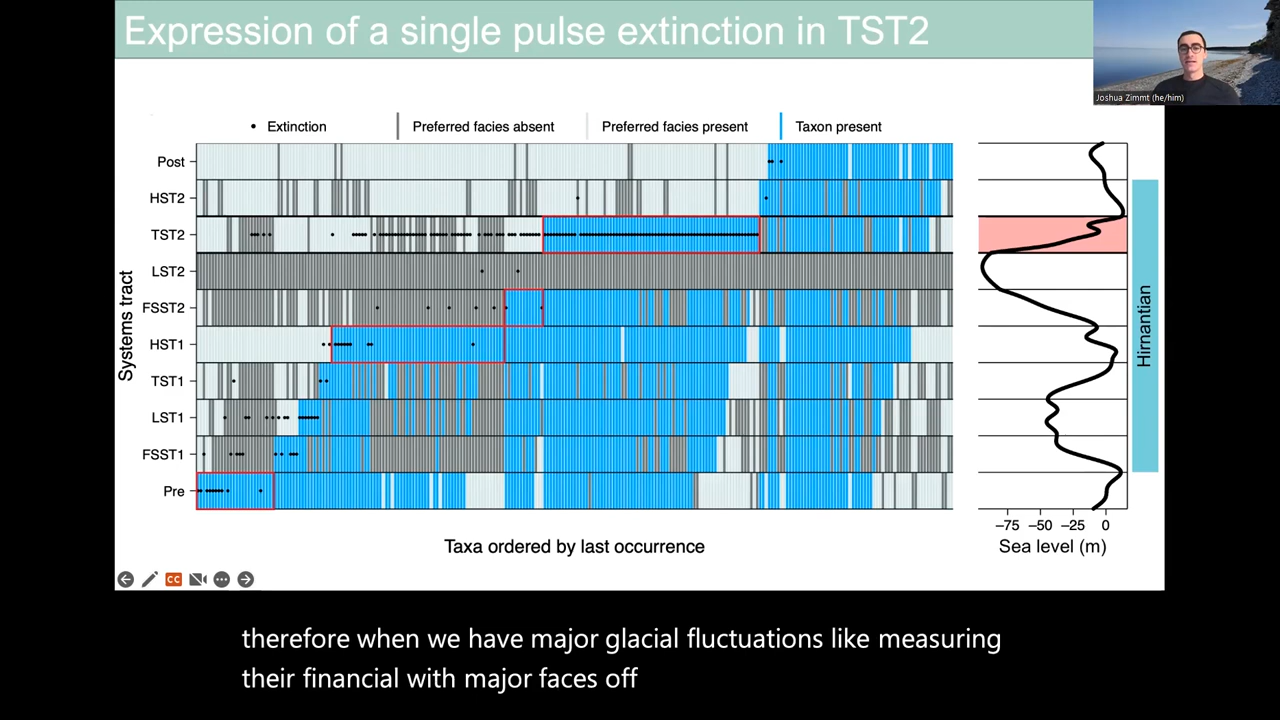 Expression of a single pulse extinction in TST2
Joshua Zimmt (he/him)
Extinction
Preferred facies absent
Preferred facies present
Taxon present
Systems tract
Post
HST2
TST2
LST2
FSST2
HST1
TST1
LST1
FSST1
Pre
Taxa ordered by last occurrence
Hirnantian
−75 −50 −25 0
Sea level (m)
CC
therefore when we have major glacial fluctuations like measuring
their financial with major faces off